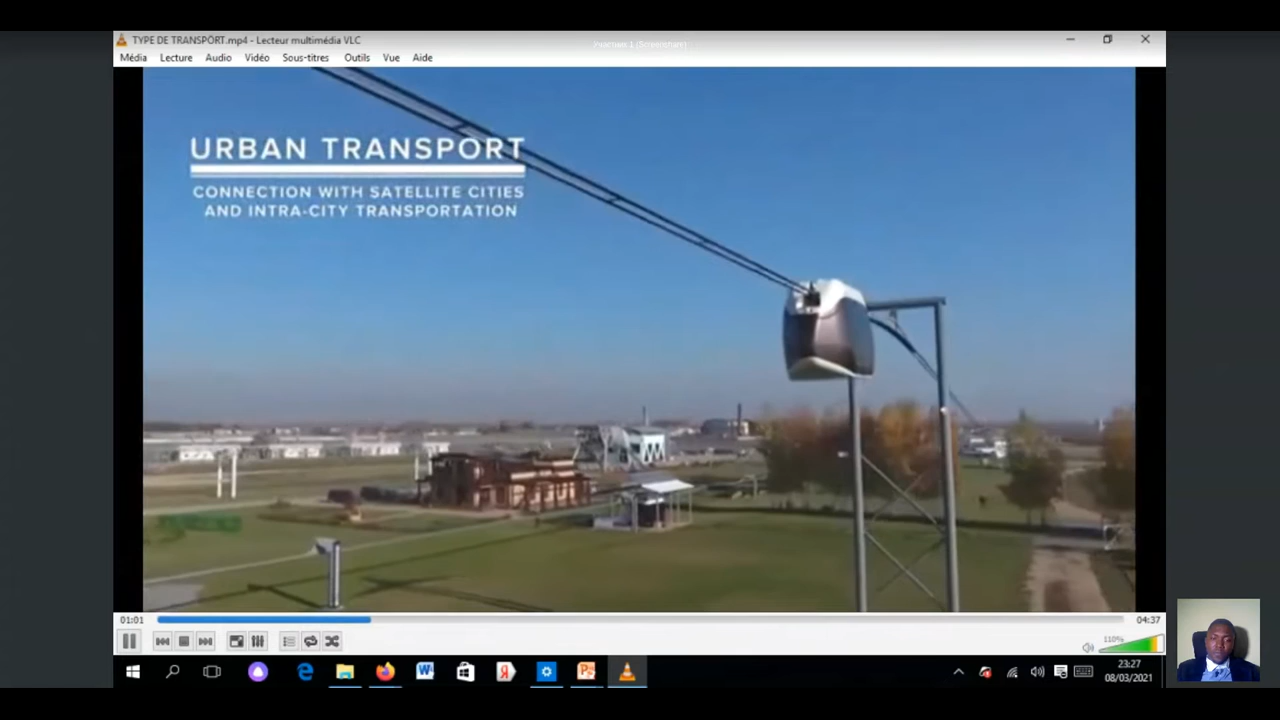 TYPE DE TRANSPORT.mp4 - Lecteur multimédia VLC
Média Lecture Audio Vidéo Sous-titres Outils Vue Aide
URBAN TRANSPORT
CONNECTION WITH SATELLITE CITIES
AND INTRA-CITY TRANSPORTATION
01:01
04:37
110%
23:27
08/03/2021